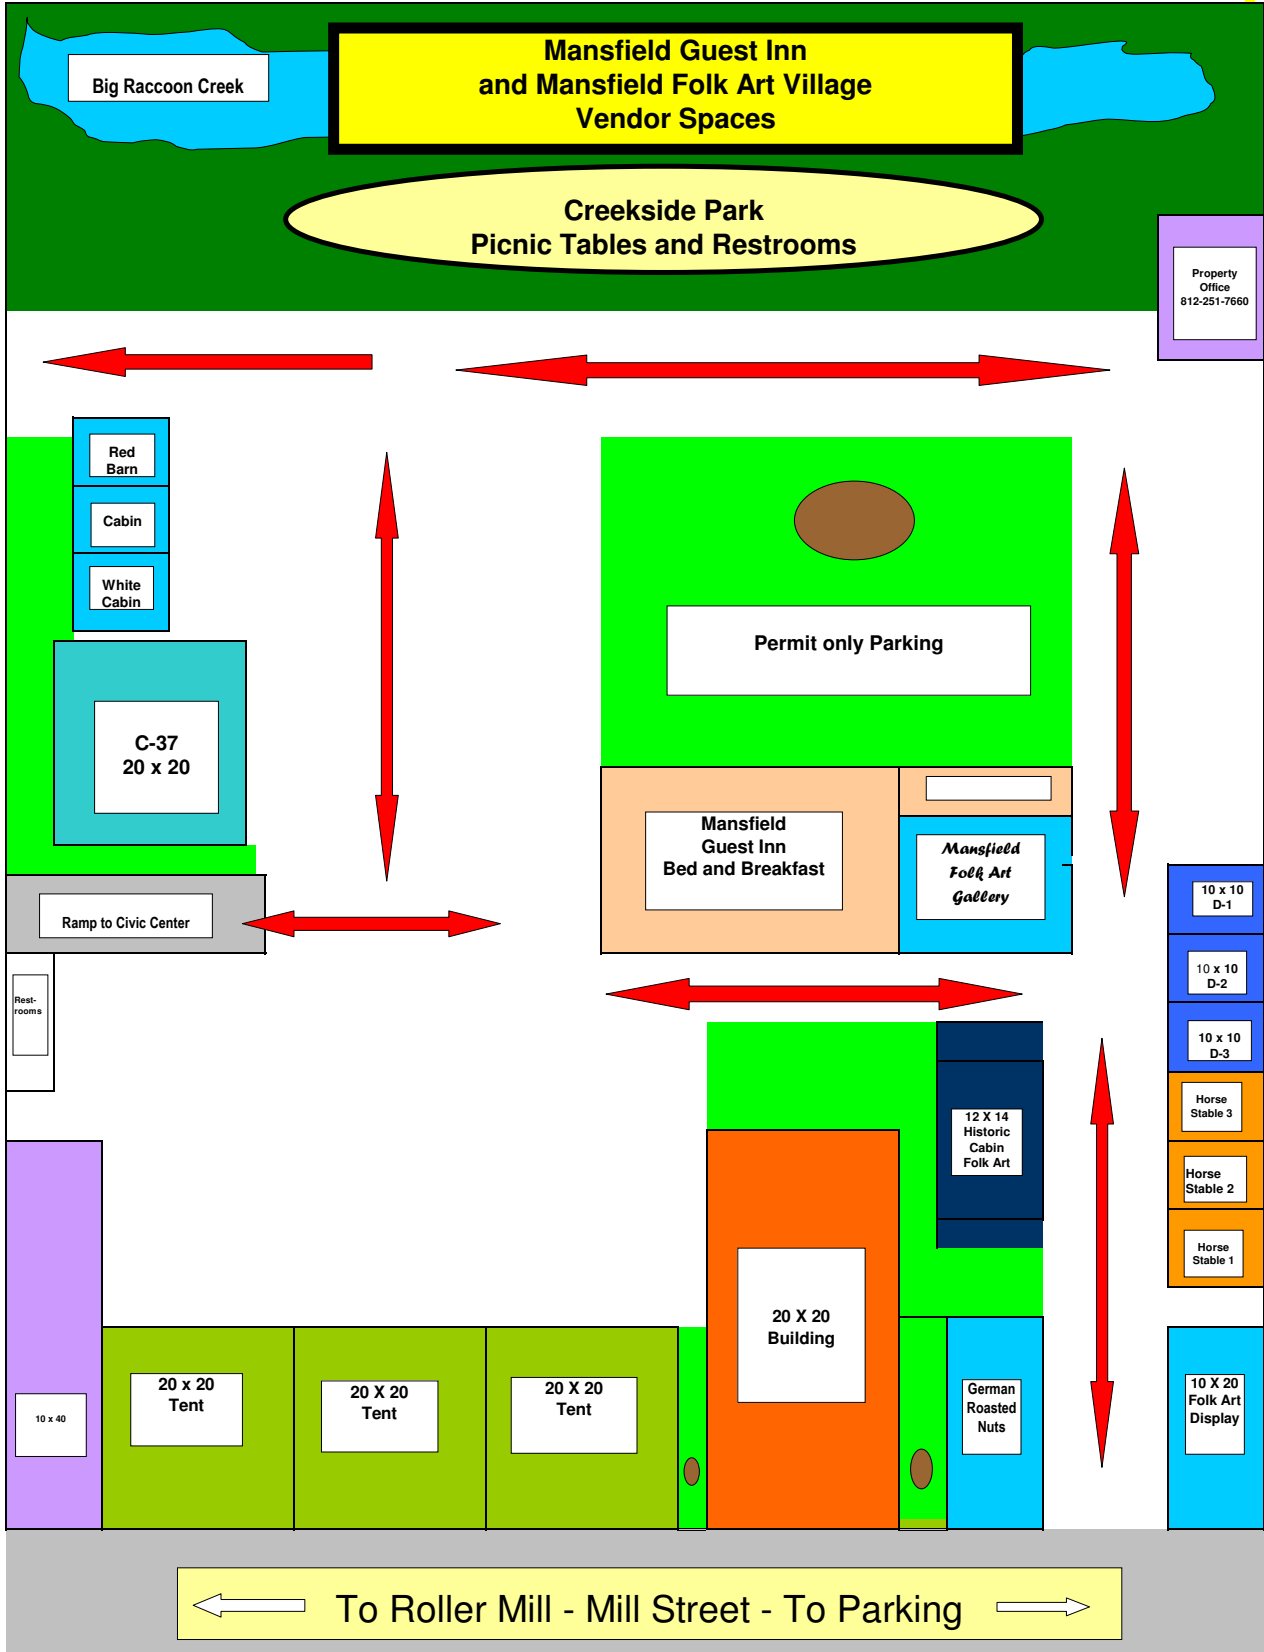 Mansfield Guest Inn
and Mansfield Folk Art Village
Vendor Spaces
Big Raccoon Creek
Creekside Park
Picnic Tables and Restrooms
Property
Office
812-251-7660
Red
Barn
Cabin
White
Cabin
Permit only Parking
C-37
20 x 20
Mansfield
Guest Inn
Bed and Breakfast
Mansfield
Folk Art
Gallery
Ramp to Civic Center
10 x 10
D-1
10 x 10
D-2
10 x 10
D-3
Rest-
rooms
Horse
Stable 3
12 X 14
Historic
Cabin
Folk Art
Horse
Stable 2
Horse
Stable 1
20 X 20
Building
10 x 40
20 x 20
Tent
20 X 20
Tent
20 X 20
Tent
German
Roasted
Nuts
10 X 20
Folk Art
Display
To Roller Mill - Mill Street - To Parking